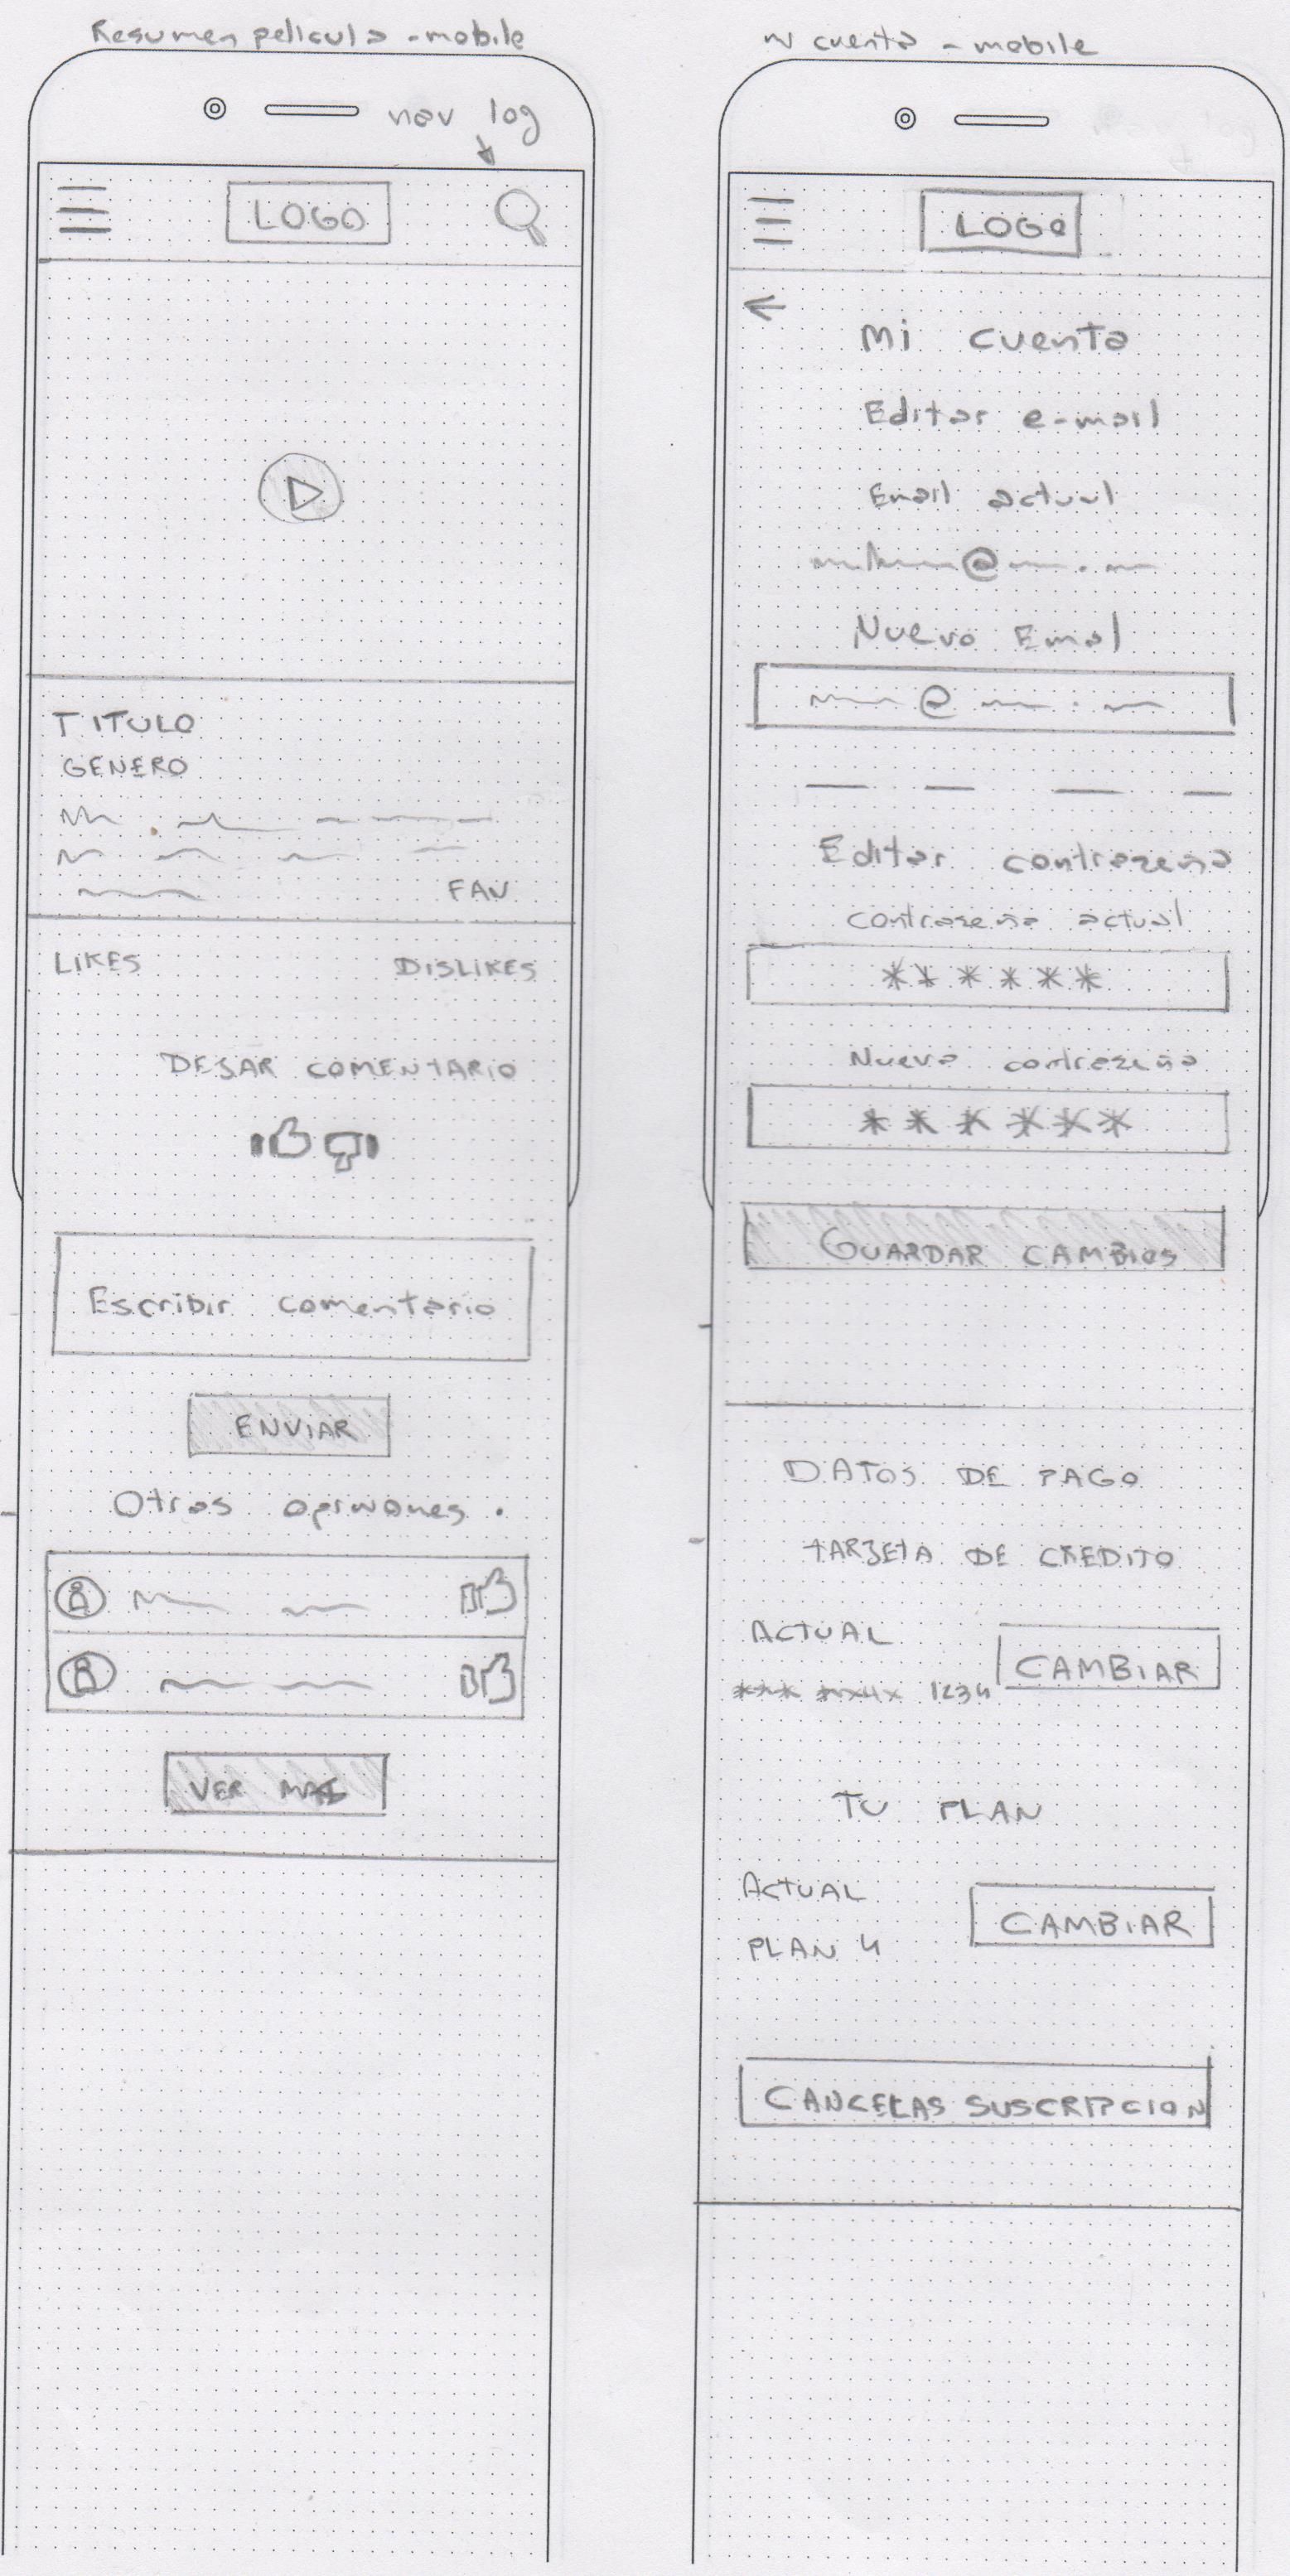 Resumen pelicula - mobile
nav log
LOGO
TITULO
GENERO
FAV
LIKES DISLIKES
DEJAR COMENTARIO
Escribir comentario
ENVIAR
Otras opiniones.
VER MAS
cuenta - mobile
LOGO
Mi cuenta
Editar e-mail
Email actual
@
Nuevo Email
@
Editar contraseña
contraseña actual
******
Nueva contraseña
******
GUARDAR CAMBIOS
DATOS DE PAGO
TARJETA DE CREDITO
ACTUAL
CAMBIAR
*** **** 1234
TU PLAN
ACTUAL
CAMBIAR
PLAN 4
CANCELAS SUSCRIPCION